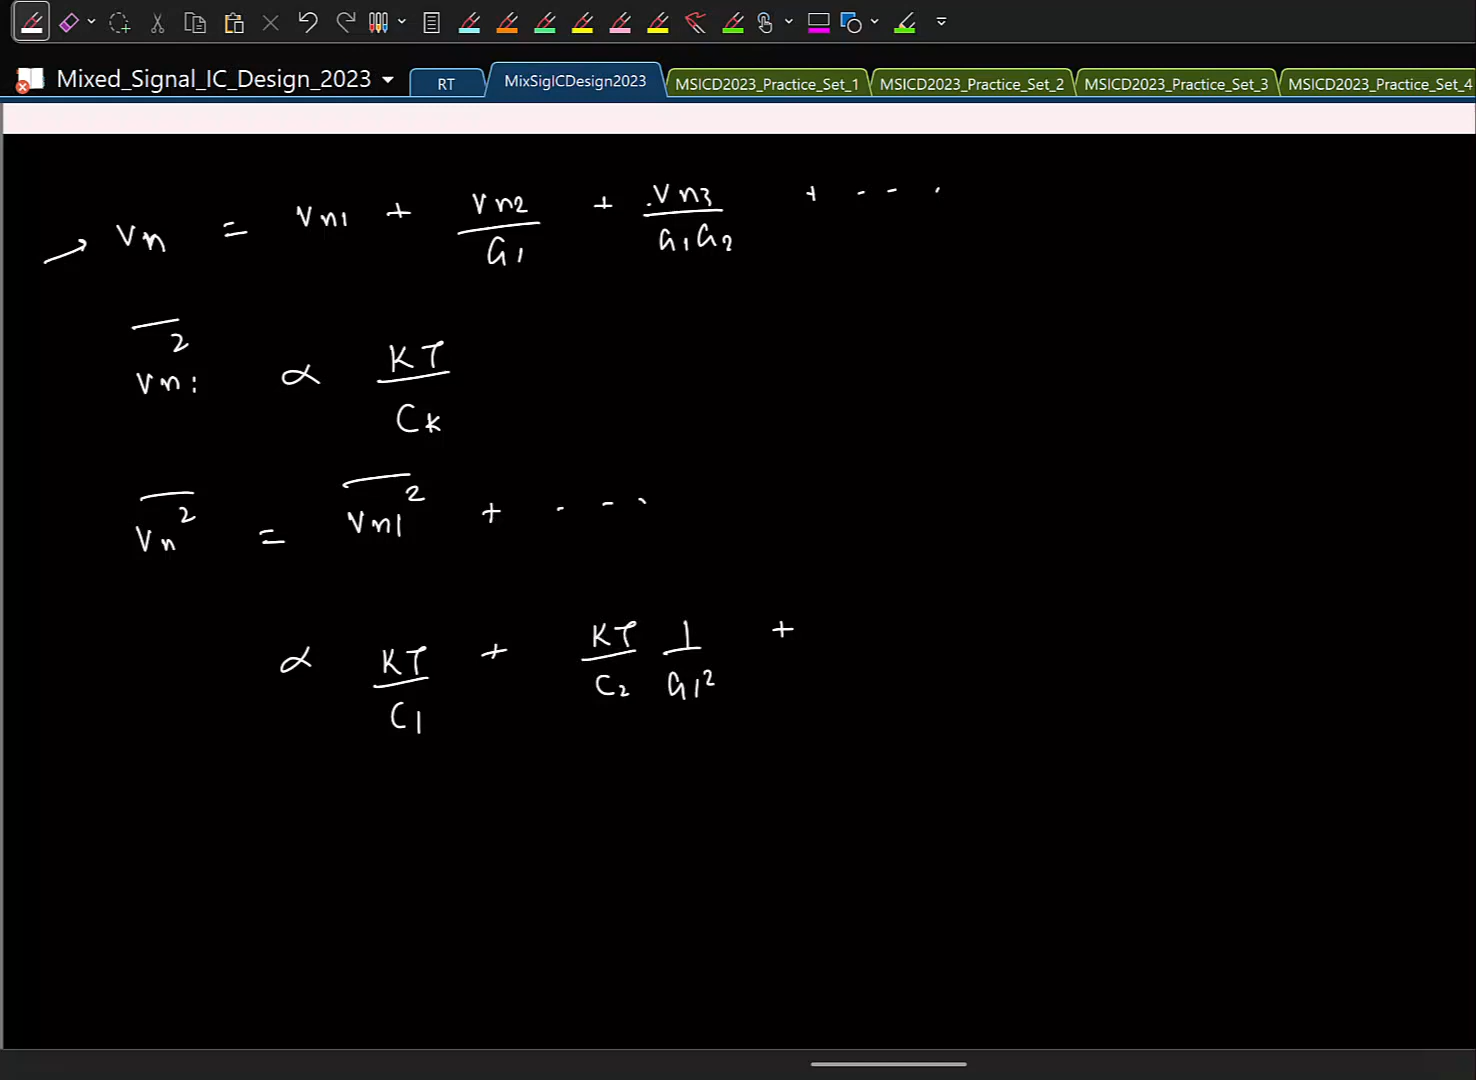 Mixed_Signal_IC_Design_2023 RT MixSigICDesign2023 MSICD2023_Practice_Set_1 MSICD2023_Practice_Set_2 MSICD2023_Practice_Set_3 MSICD2023_Practice_Set_4
Vn = Vn1 + Vn2/G1 + Vn3/G1G2 + ...
Vni² ∝ KT/CK
Vn² = Vn1² + ...
∝ KT/C1 + KT/C2 1/G1² +